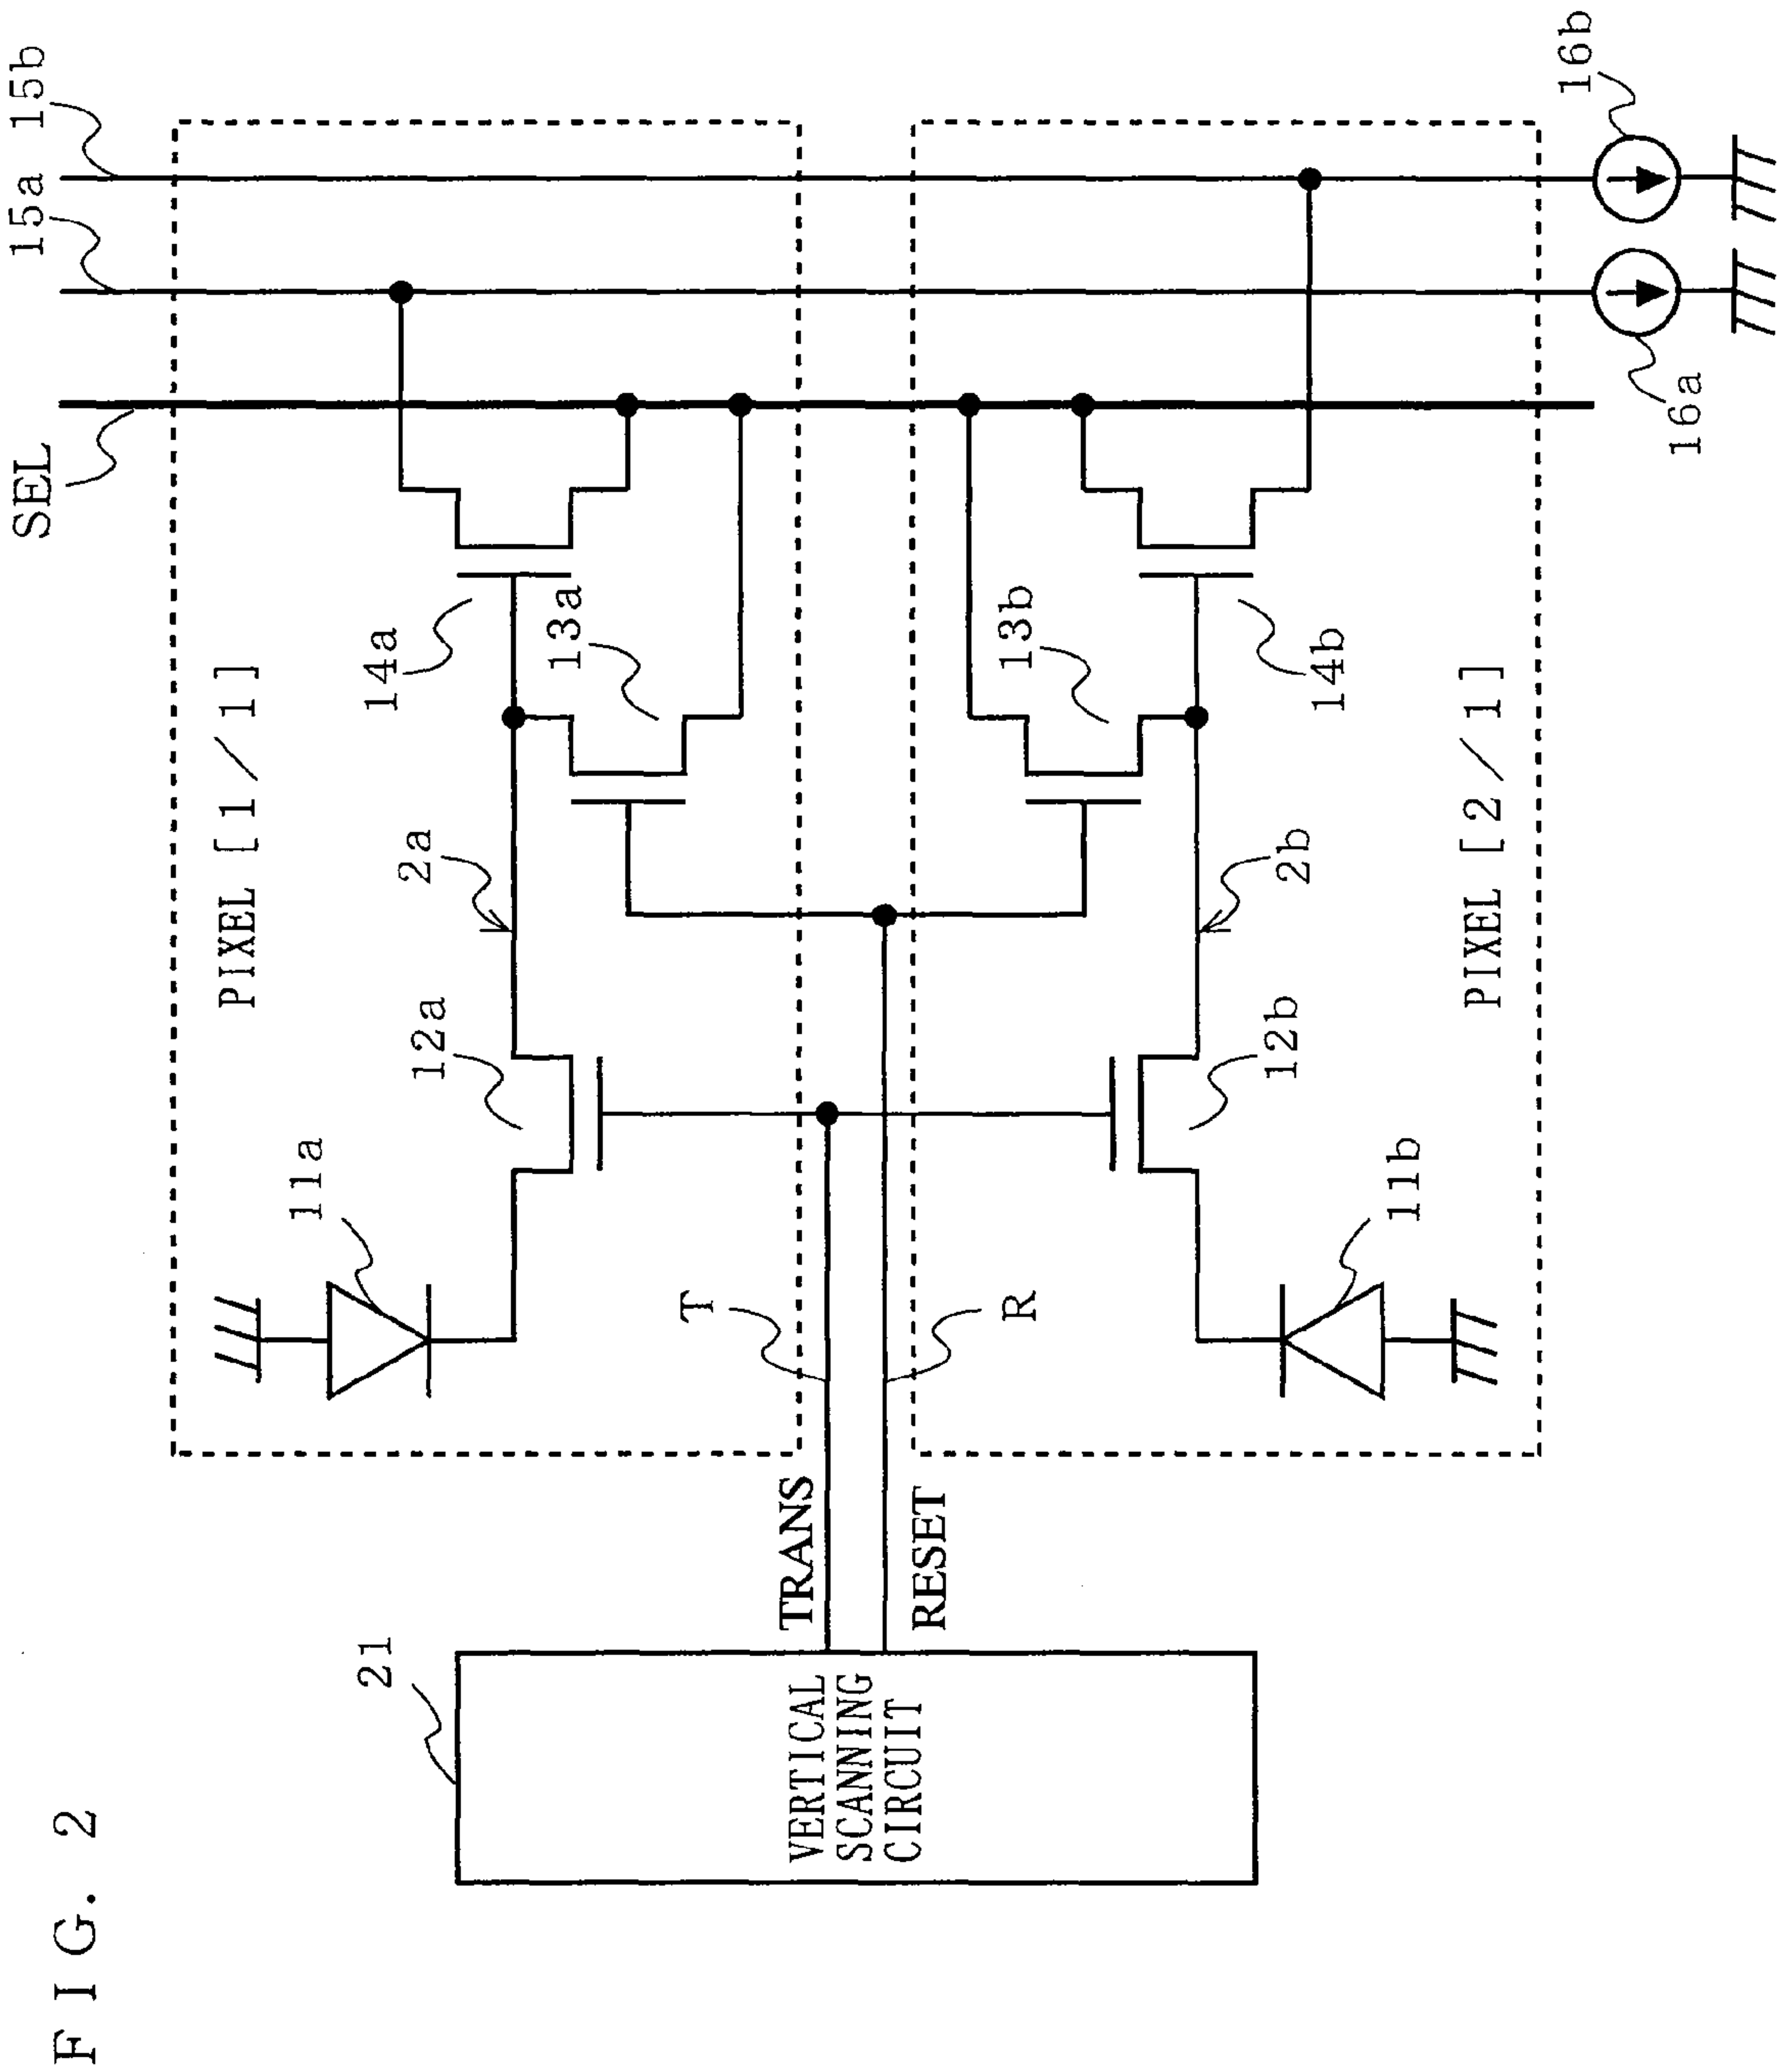 FIG. 2
SEL
15a
15b
PIXEL [1/1]
14a
13a
2a
12a
11a
T
R
TRANS
RESET
21
VERTICAL
SCANNING
CIRCUIT
13b
14b
2b
12b
11b
PIXEL [2/1]
16a
16b